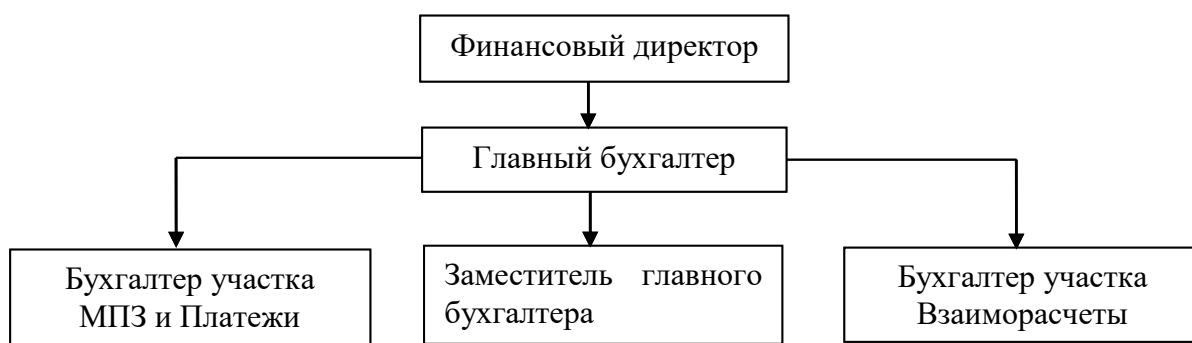 Финансовый директор
Главный бухгалтер
Бухгалтер участка
МПЗ и Платежи
Заместитель главного
бухгалтера
Бухгалтер участка
Взаиморасчеты